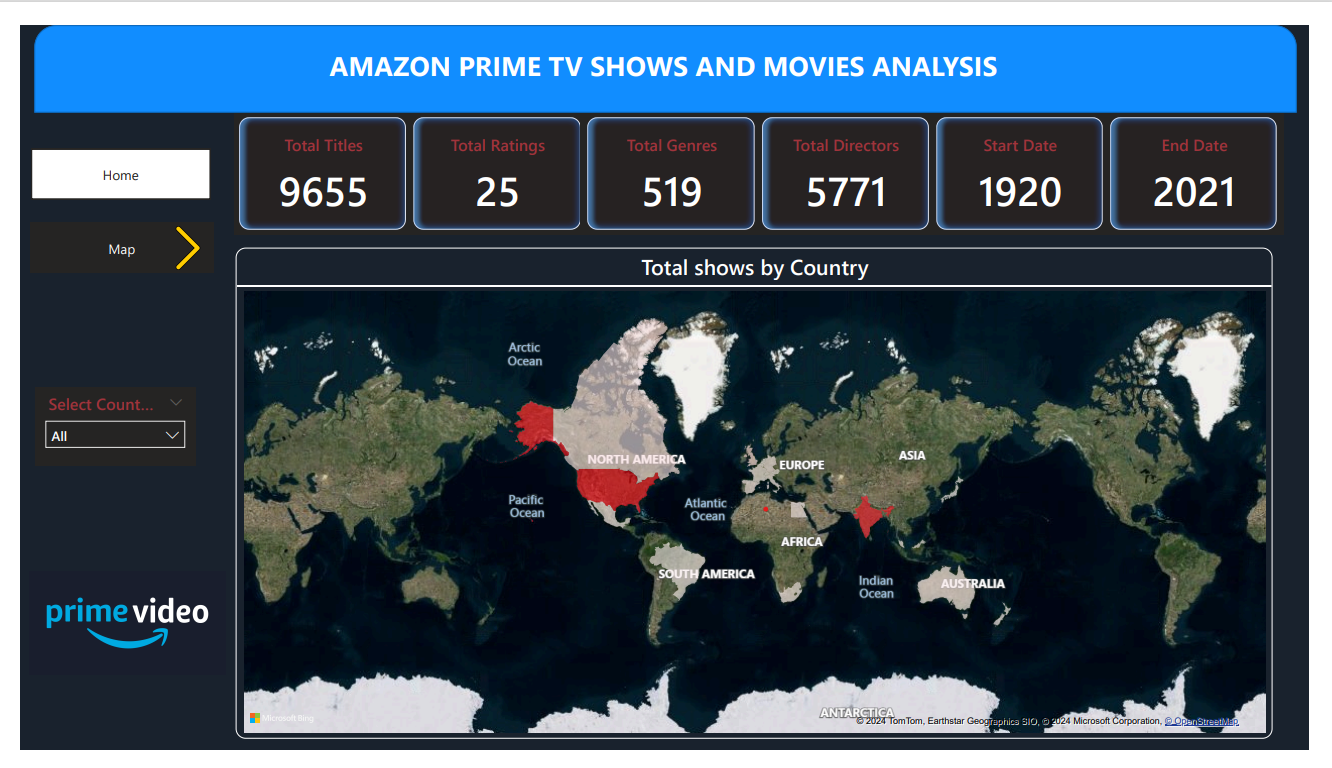 AMAZON PRIME TV SHOWS AND MOVIES ANALYSIS
Home
Map
Select Count...
All
prime video
Total Titles
9655
Total Ratings
25
Total Genres
519
Total Directors
5771
Start Date
1920
End Date
2021
Total shows by Country
Arctic
Ocean
NORTH AMERICA
EUROPE
ASIA
Pacific
Ocean
Atlantic
Ocean
AFRICA
SOUTH AMERICA
Indian
Ocean
AUSTRALIA
ANTARCTICA
Microsoft Bing
© 2024 TomTom, Earthstar Geographics SIO, © 2024 Microsoft Corporation, © OpenStreetMap